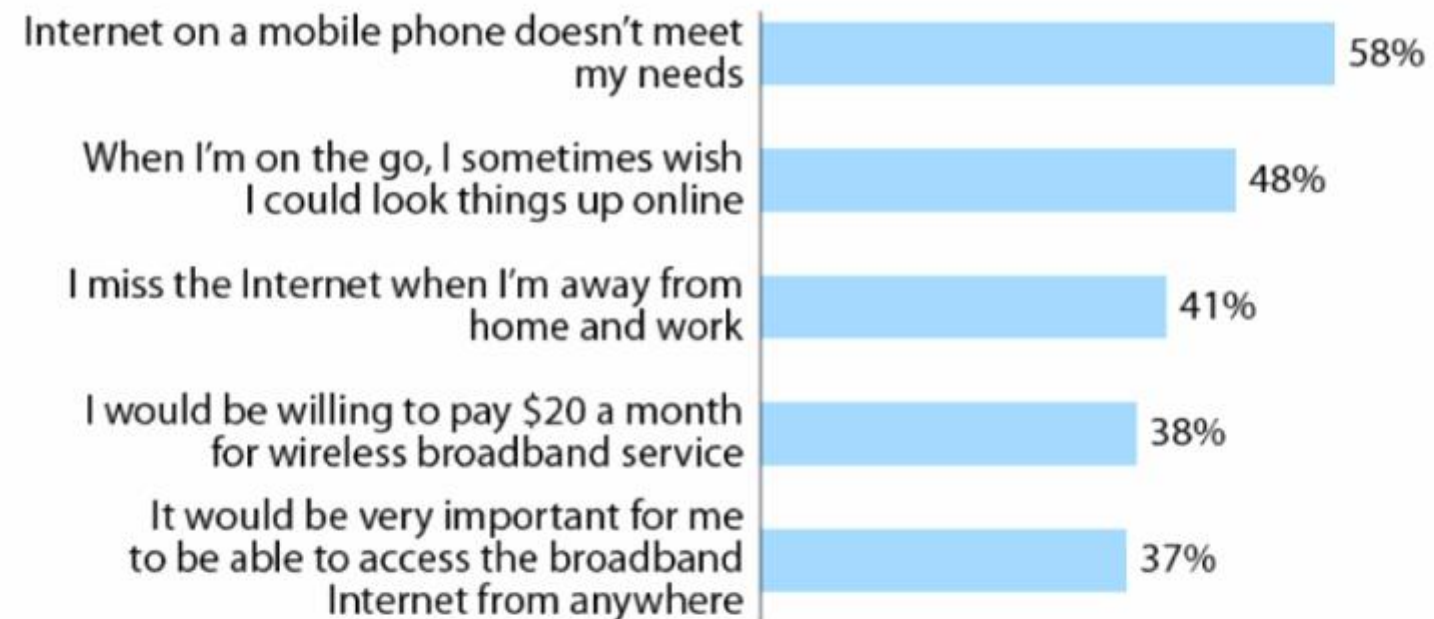 Internet on a mobile phone doesn't meet
my needs
58%
When I'm on the go, I sometimes wish
I could look things up online
48%
I miss the Internet when I'm away from
home and work
41%
I would be willing to pay $20 a month
for wireless broadband service
38%
It would be very important for me
to be able to access the broadband
Internet from anywhere
37%